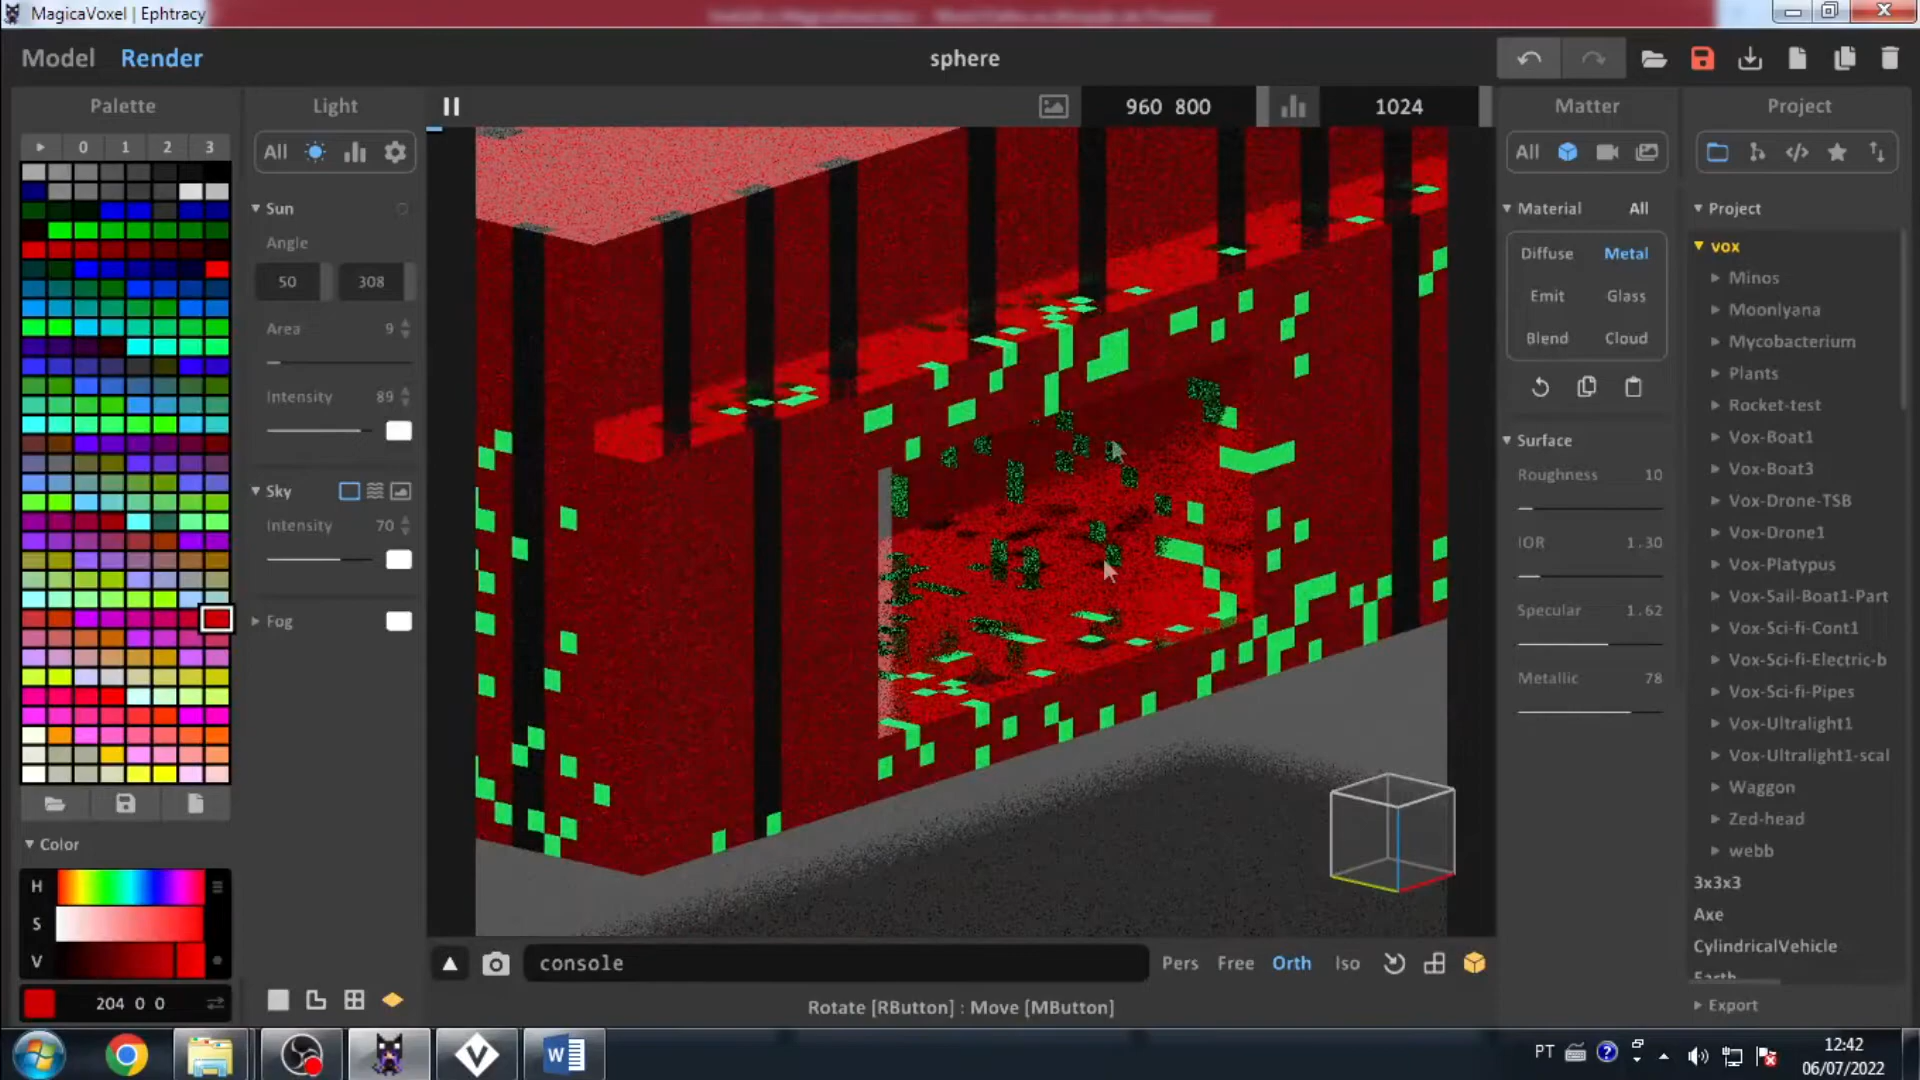 MagicaVoxel | Ephtracy
Model Render
sphere
Palette
Light
960 800
1024
Matter
Project
0 1 2 3
All
All
Sun
Angle
50 308
Area 9
Intensity 89
Sky
Intensity 70
Fog
Material All
Diffuse Metal
Emit Glass
Blend Cloud
Surface
Roughness 10
IOR 1.30
Specular 1.62
Metallic 78
Project
vox
Minos
Moonlyana
Mycobacterium
Plants
Rocket-test
Vox-Boat1
Vox-Boat3
Vox-Drone-TSB
Vox-Drone1
Vox-Platypus
Vox-Sail-Boat1-Part
Vox-Sci-fi-Cont1
Vox-Sci-fi-Electric-b
Vox-Sci-fi-Pipes
Vox-Ultralight1
Vox-Ultralight1-scal
Waggon
Zed-head
webb
3x3x3
Axe
CylindricalVehicle
Earth
Export
Color
H
S
V
204 0 0
console
Pers Free Orth Iso
Rotate [RButton] : Move [MButton]
PT
12:42
06/07/2022